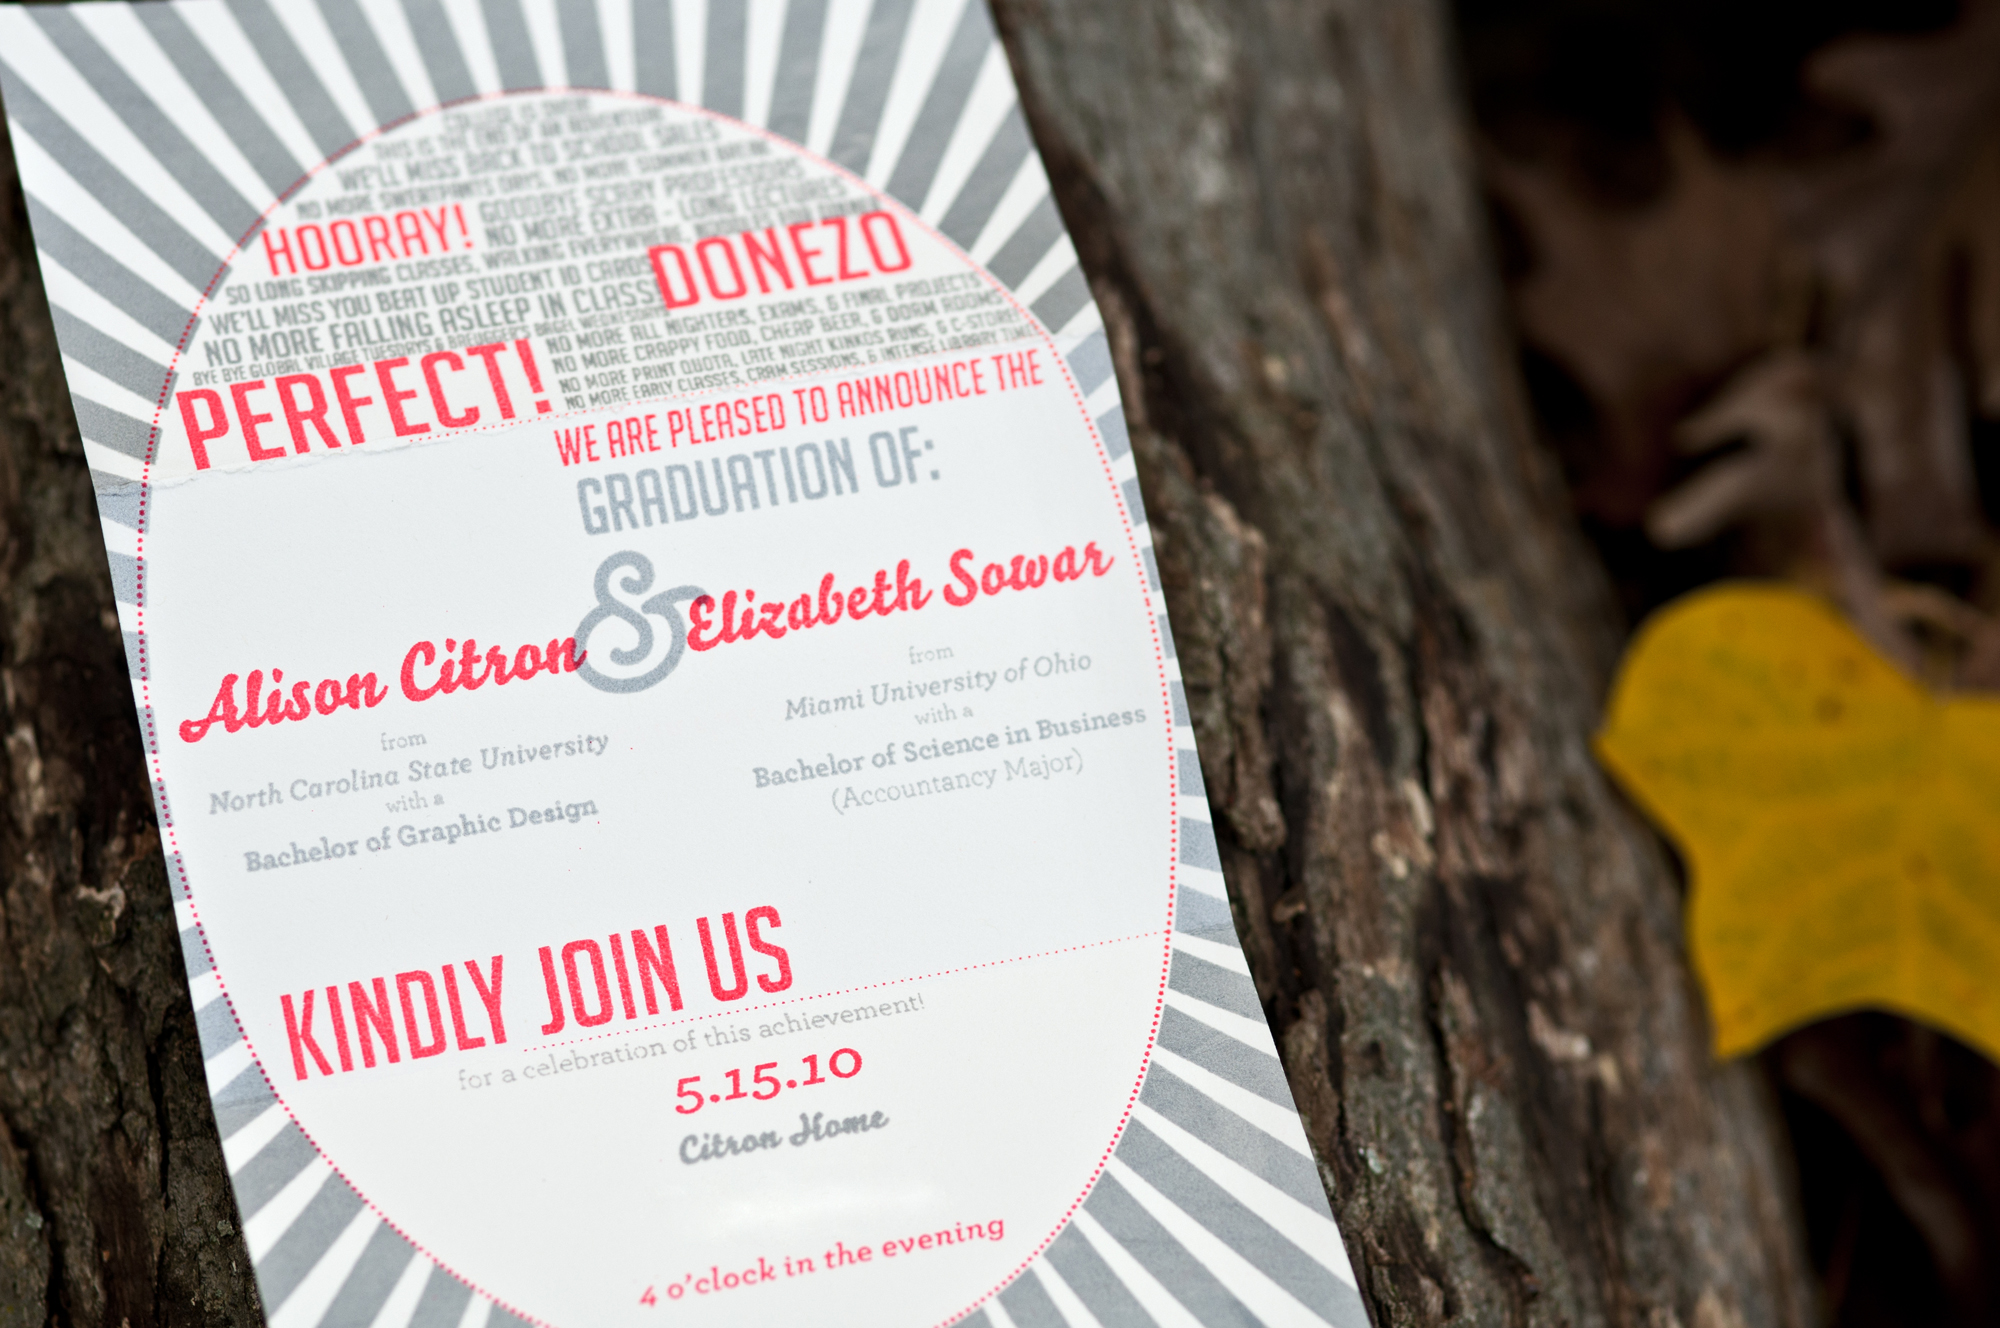 COLLEGE IS OVER!
THIS IS THE END OF AN ADVENTURE
WE'LL MISS BACK TO SCHOOL SALES
NO MORE SWEATPANTS DAYS, NO MORE SUMMER BREAK
HOORAY!
GOODBYE SCARY PROFESSORS
NO MORE EXTRA - LONG LECTURES
SO LONG SKIPPING CLASSES, WALKING EVERYWHERE,
WE'LL MISS YOU BEAT UP STUDENT ID CARDS
DONEZO
NO MORE FALLING ASLEEP IN CLASS
BYE BYE GLOBAL VILLAGE TUESDAYS & BRUEGGER'S BAGEL WEDNESDAYS
PERFECT!
NO MORE ALL NIGHTERS, EXAMS, & FINAL PROJECTS
NO MORE CRAPPY FOOD, CHEAP BEER, & DORM ROOMS
NO MORE PRINT QUOTA, LATE NIGHT KINKOS RUNS, & C-STORE
NO MORE EARLY CLASSES, CRAM SESSIONS, & INTENSE LIBRARY TIMES
WE ARE PLEASED TO ANNOUNCE THE
GRADUATION OF:
Alison Citron & Elizabeth Sowar
from
North Carolina State University
with a
Bachelor of Graphic Design
from
Miami University of Ohio
with a
Bachelor of Science in Business
(Accountancy Major)
KINDLY JOIN US
for a celebration of this achievement!
5.15.10
Citron Home
4 o'clock in the evening